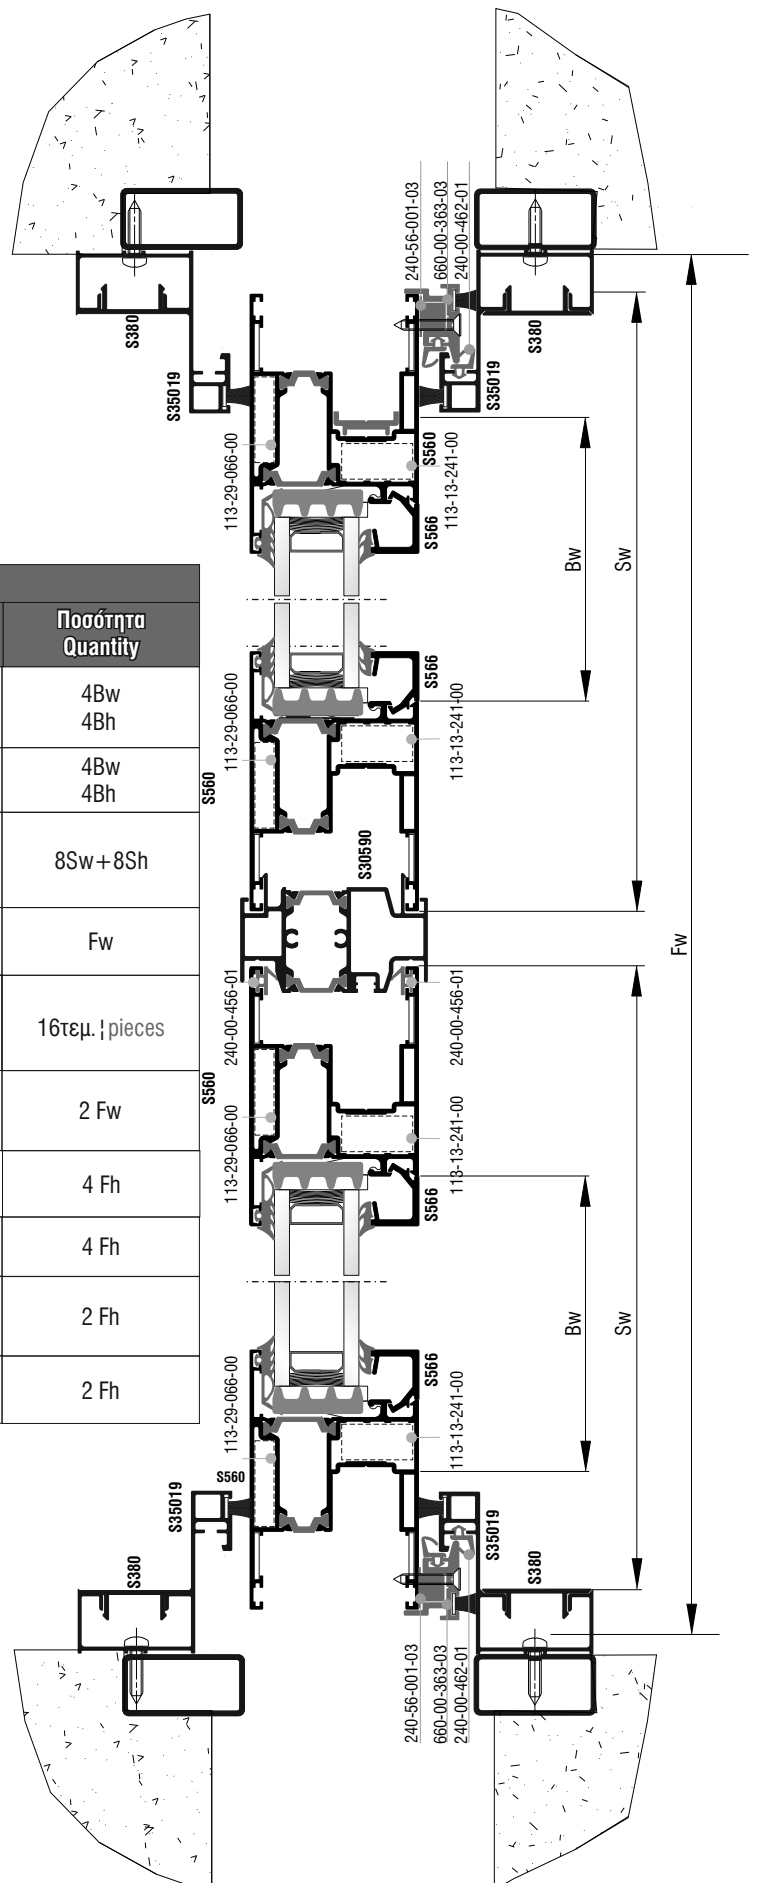 240-56-001-03
660-00-363-03
240-00-462-01
S380
S380
S35019
S35019
113-29-066-00
S560
113-13-241-00
S566
Bw
Sw
Ποσότητα
Quantity
4Bw
4Bh
4Bw
4Bh
8Sw+8Sh
Fw
16τεμ. ¦ pieces
2 Fw
4 Fh
4 Fh
2 Fh
2 Fh
S566
113-29-066-00
113-13-241-00
S560
S30590
Fw
240-00-456-01
240-00-456-01
S560
113-29-066-00
113-13-241-00
S566
Bw
Sw
S566
113-29-066-00
113-13-241-00
S560
S35019
S35019
S380
S380
240-56-001-03
660-00-363-03
240-00-462-01